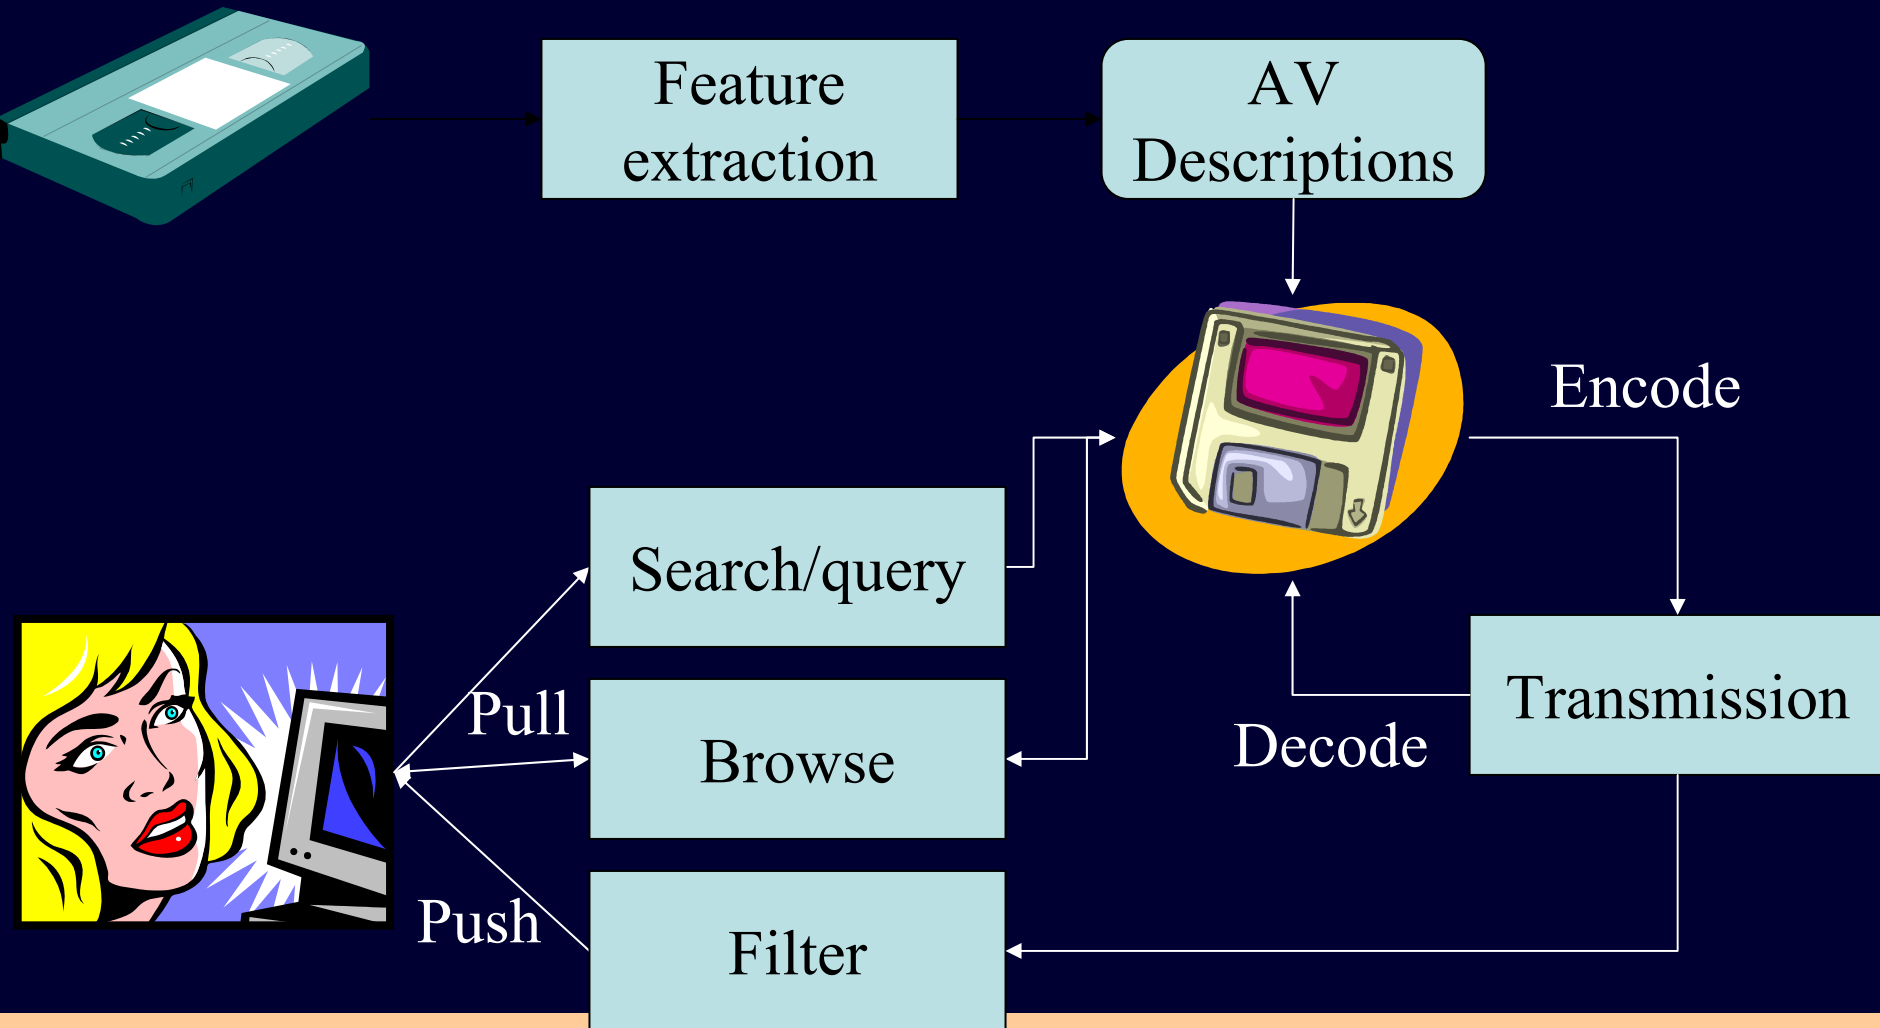 Feature
extraction
AV
Descriptions
Encode
Search/query
Pull
Transmission
Browse
Decode
Push
Filter